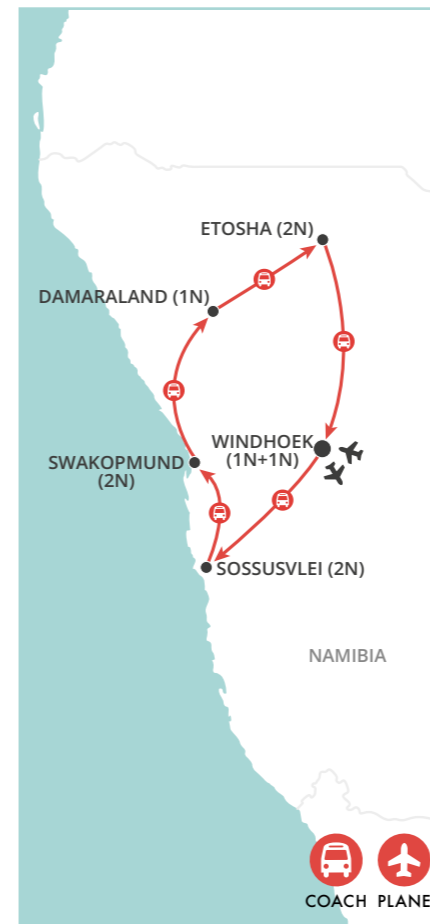 ETOSHA (2N)
DAMARALAND (1N)
WINDHOEK
(1N+1N)
SWAKOPMUND
(2N)
SOSSUSVLEI (2N)
NAMIBIA
COACH PLANE